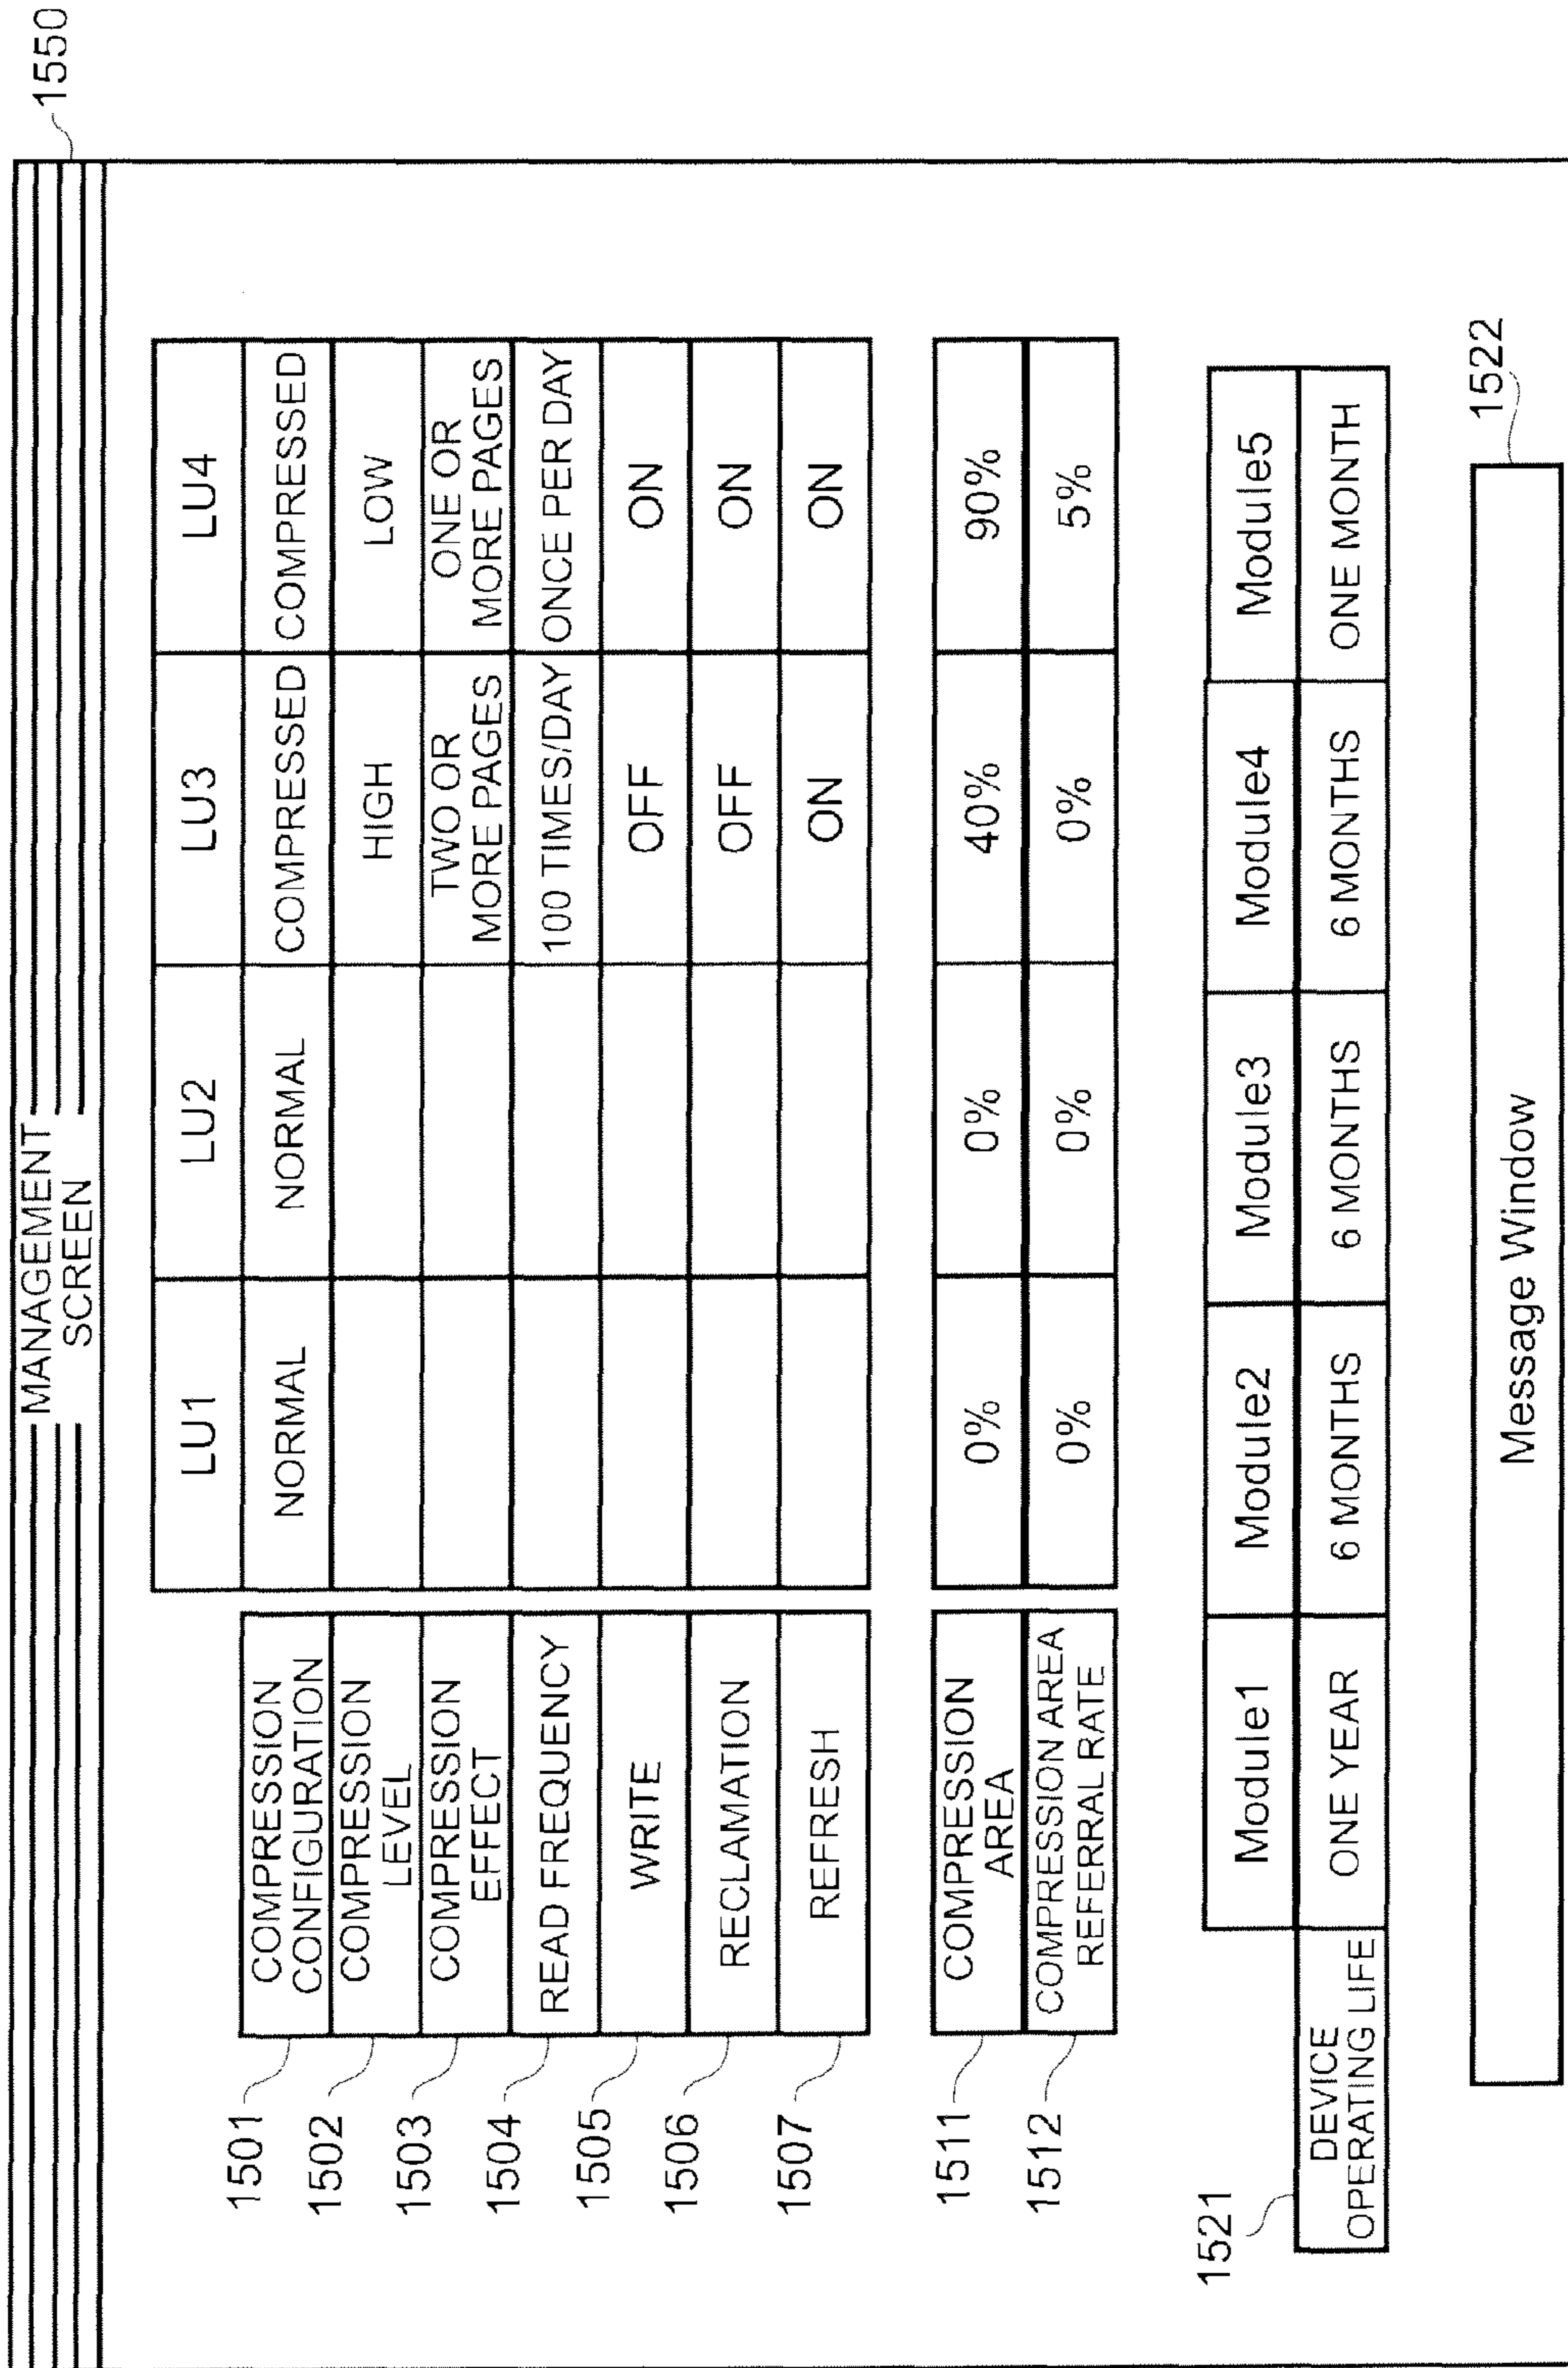 MANAGEMENT
SCREEN
1550
LU1 LU2 LU3 LU4
1501 COMPRESSION
CONFIGURATION NORMAL NORMAL COMPRESSED COMPRESSED
1502 COMPRESSION
LEVEL HIGH LOW
1503 COMPRESSION
EFFECT TWO OR
MORE PAGES ONE OR
MORE PAGES
1504 READ FREQUENCY 100 TIMES/DAY ONCE PER DAY
1505 WRITE OFF ON
1506 RECLAMATION OFF ON
1507 REFRESH ON ON
1511 COMPRESSION
AREA 0% 0% 40% 90%
1512 COMPRESSION AREA
REFERRAL RATE 0% 0% 0% 5%
Module1 Module2 Module3 Module4 Module5
1521 DEVICE
OPERATING LIFE ONE YEAR 6 MONTHS 6 MONTHS 6 MONTHS ONE MONTH
Message Window 1522